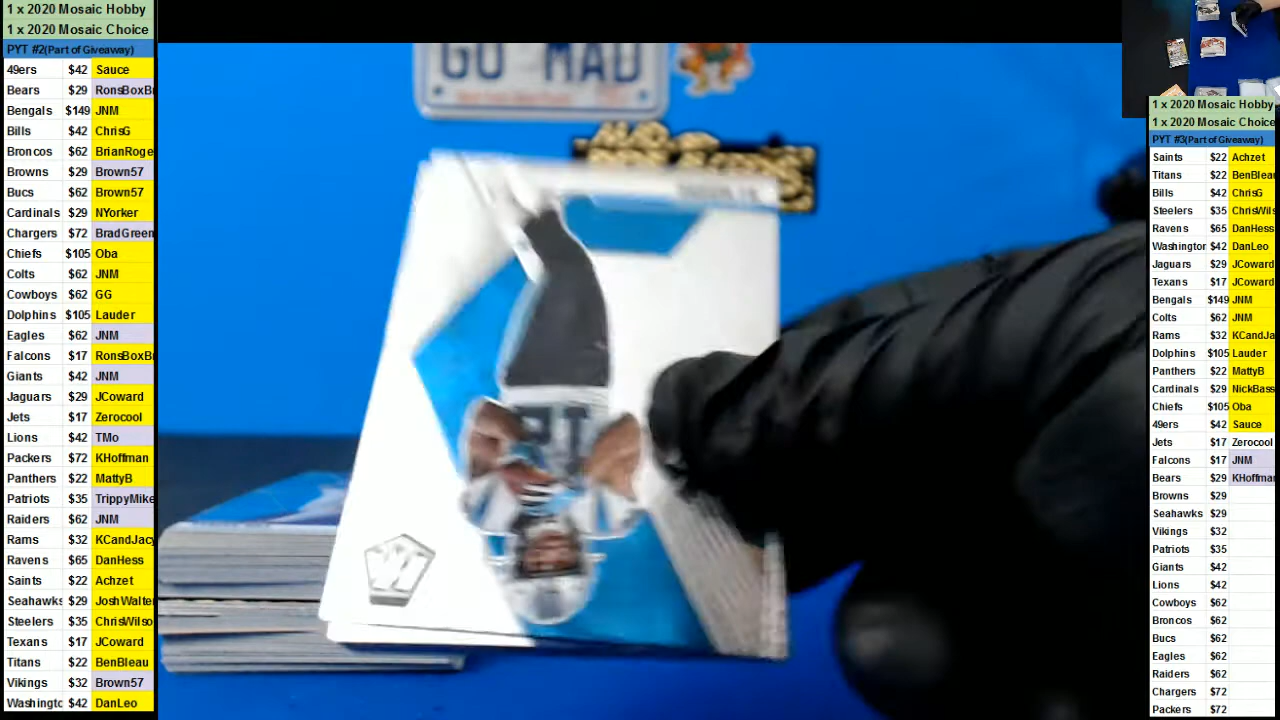 1 x 2020 Mosaic Hobby
1 x 2020 Mosaic Choice
PYT #2(Part of Giveaway)
49ers $42 Sauce
Bears $29 RonsBoxBr
Bengals $149 JNM
Bills $42 ChrisG
Broncos $62 BrianRoge
Browns $29 Brown57
Bucs $62 Brown57
Cardinals $29 NYorker
Chargers $72 BradGreen
Chiefs $105 Oba
Colts $62 JNM
Cowboys $62 GG
Dolphins $105 Lauder
Eagles $62 JNM
Falcons $17 RonsBoxBr
Giants $42 JNM
Jaguars $29 JCoward
Jets $17 Zerocool
Lions $42 TMo
Packers $72 KHoffman
Panthers $22 MattyB
Patriots $35 TrippyMike
Raiders $62 JNM
Rams $32 KCandJacy
Ravens $65 DanHess
Saints $22 Achzet
Seahawks $29 JoshWalte
Steelers $35 ChrisWilso
Texans $17 JCoward
Titans $22 BenBleau
Vikings $32 Brown57
Washingtc $42 DanLeo
GO MAD
1 x 2020 Mosaic Hobby
1 x 2020 Mosaic Choice
PYT #3(Part of Giveaway)
Saints $22 Achzet
Titans $22 BenBleau
Bills $42 ChrisG
Steelers $35 ChrisWils
Ravens $65 DanHess
Washington $42 DanLeo
Jaguars $29 JCoward
Texans $17 JCoward
Bengals $149 JNM
Colts $62 JNM
Rams $32 KCandJa
Dolphins $105 Lauder
Panthers $22 MattyB
Cardinals $29 NickBass
Chiefs $105 Oba
49ers $42 Sauce
Jets $17 Zerocool
Falcons $17 JNM
Bears $29 KHoffmar
Browns $29
Seahawks $29
Vikings $32
Patriots $35
Giants $42
Lions $42
Cowboys $62
Broncos $62
Bucs $62
Eagles $62
Raiders $62
Chargers $72
Packers $72